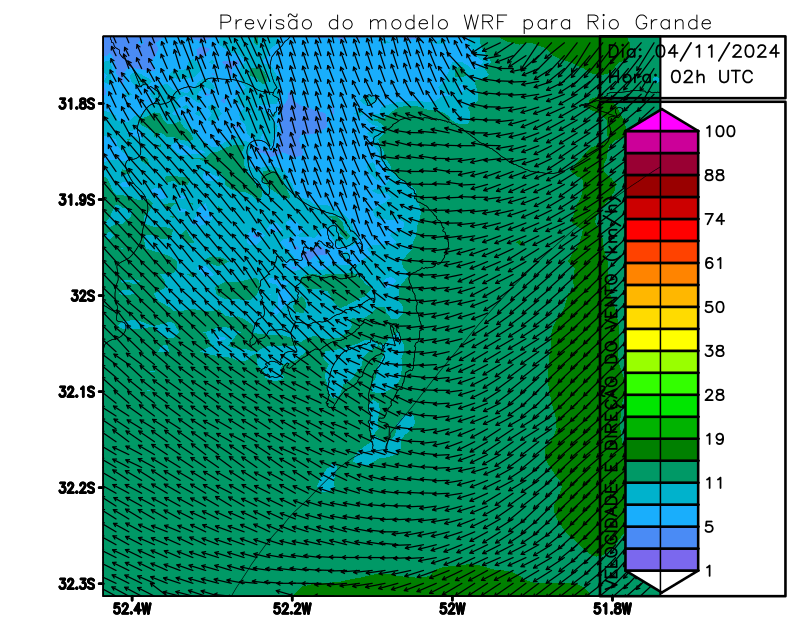 Previsão do modelo WRF para Rio Grande
Dia: 04/11/2024
Hora: 02h UTC
31.8S
31.9S
32S
32.1S
32.2S
32.3S
52.4W
52.2W
52W
51.8W
VELOCIDADE E DIREÇÃO DO VENTO (km/h)
100
88
74
61
50
38
28
19
11
5
1